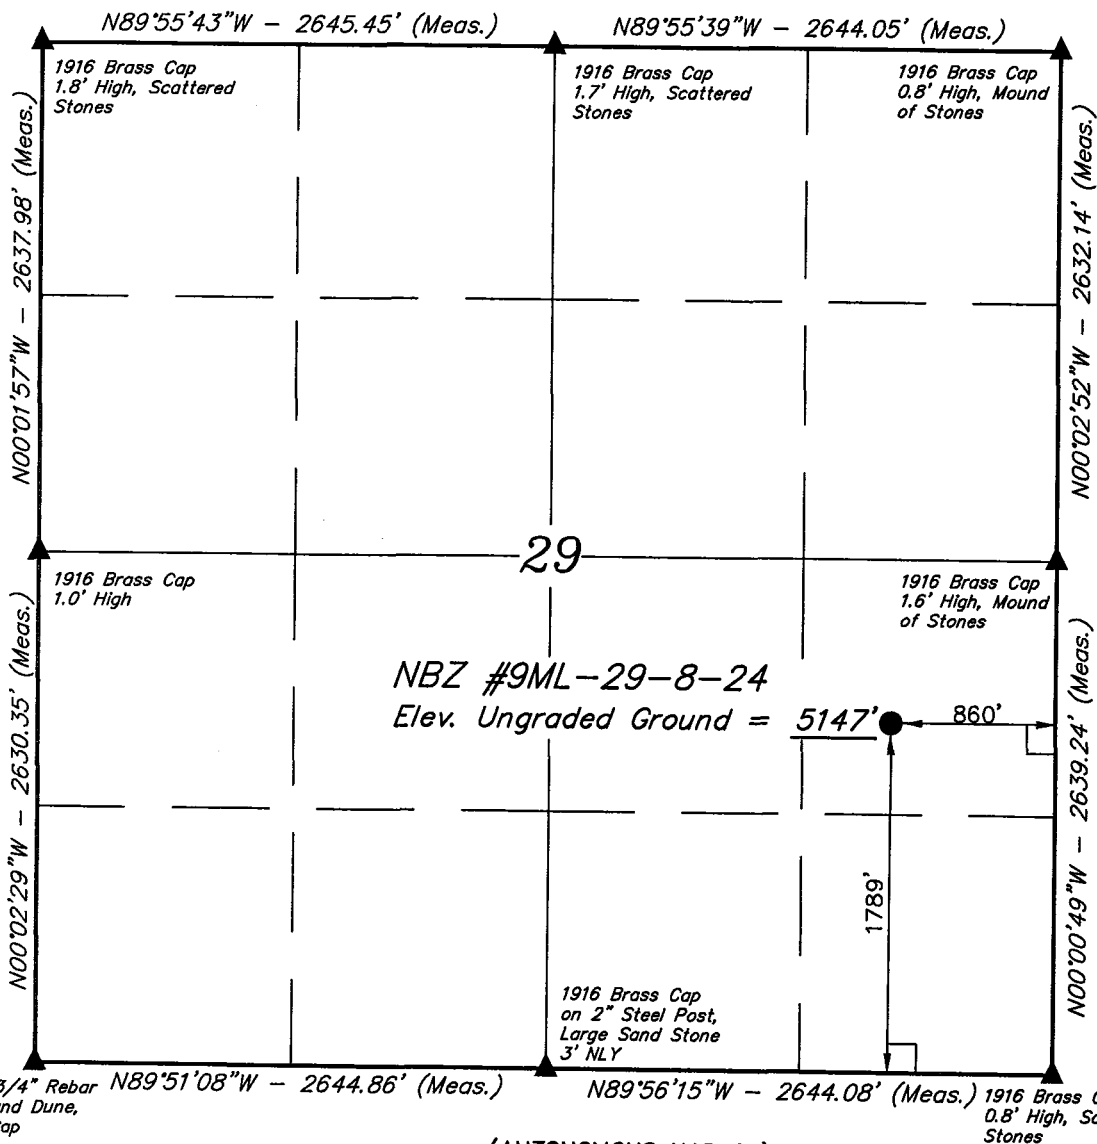 N89°55'43"W - 2645.45' (Meas.)
N89°55'39"W - 2644.05' (Meas.)
1916 Brass Cap
1.8' High, Scattered
Stones
1916 Brass Cap
1.7' High, Scattered
Stones
1916 Brass Cap
0.8' High, Mound
of Stones
N00°01'57"W - 2637.98' (Meas.)
N00°02'52"W - 2632.14' (Meas.)
29
1916 Brass Cap
1.0' High
1916 Brass Cap
1.6' High, Mound
of Stones
NBZ #9ML-29-8-24
Elev. Ungraded Ground = 5147'
860'
1789'
N00°02'29"W - 2630.35' (Meas.)
N00°00'49"W - 2639.24' (Meas.)
1916 Brass Cap
on 2" Steel Post,
Large Sand Stone
3' NLY
3/4" Rebar
Dune,
N89°51'08"W - 2644.86' (Meas.)
N89°56'15"W - 2644.08' (Meas.)
1916 Brass
0.8' High,
Stones